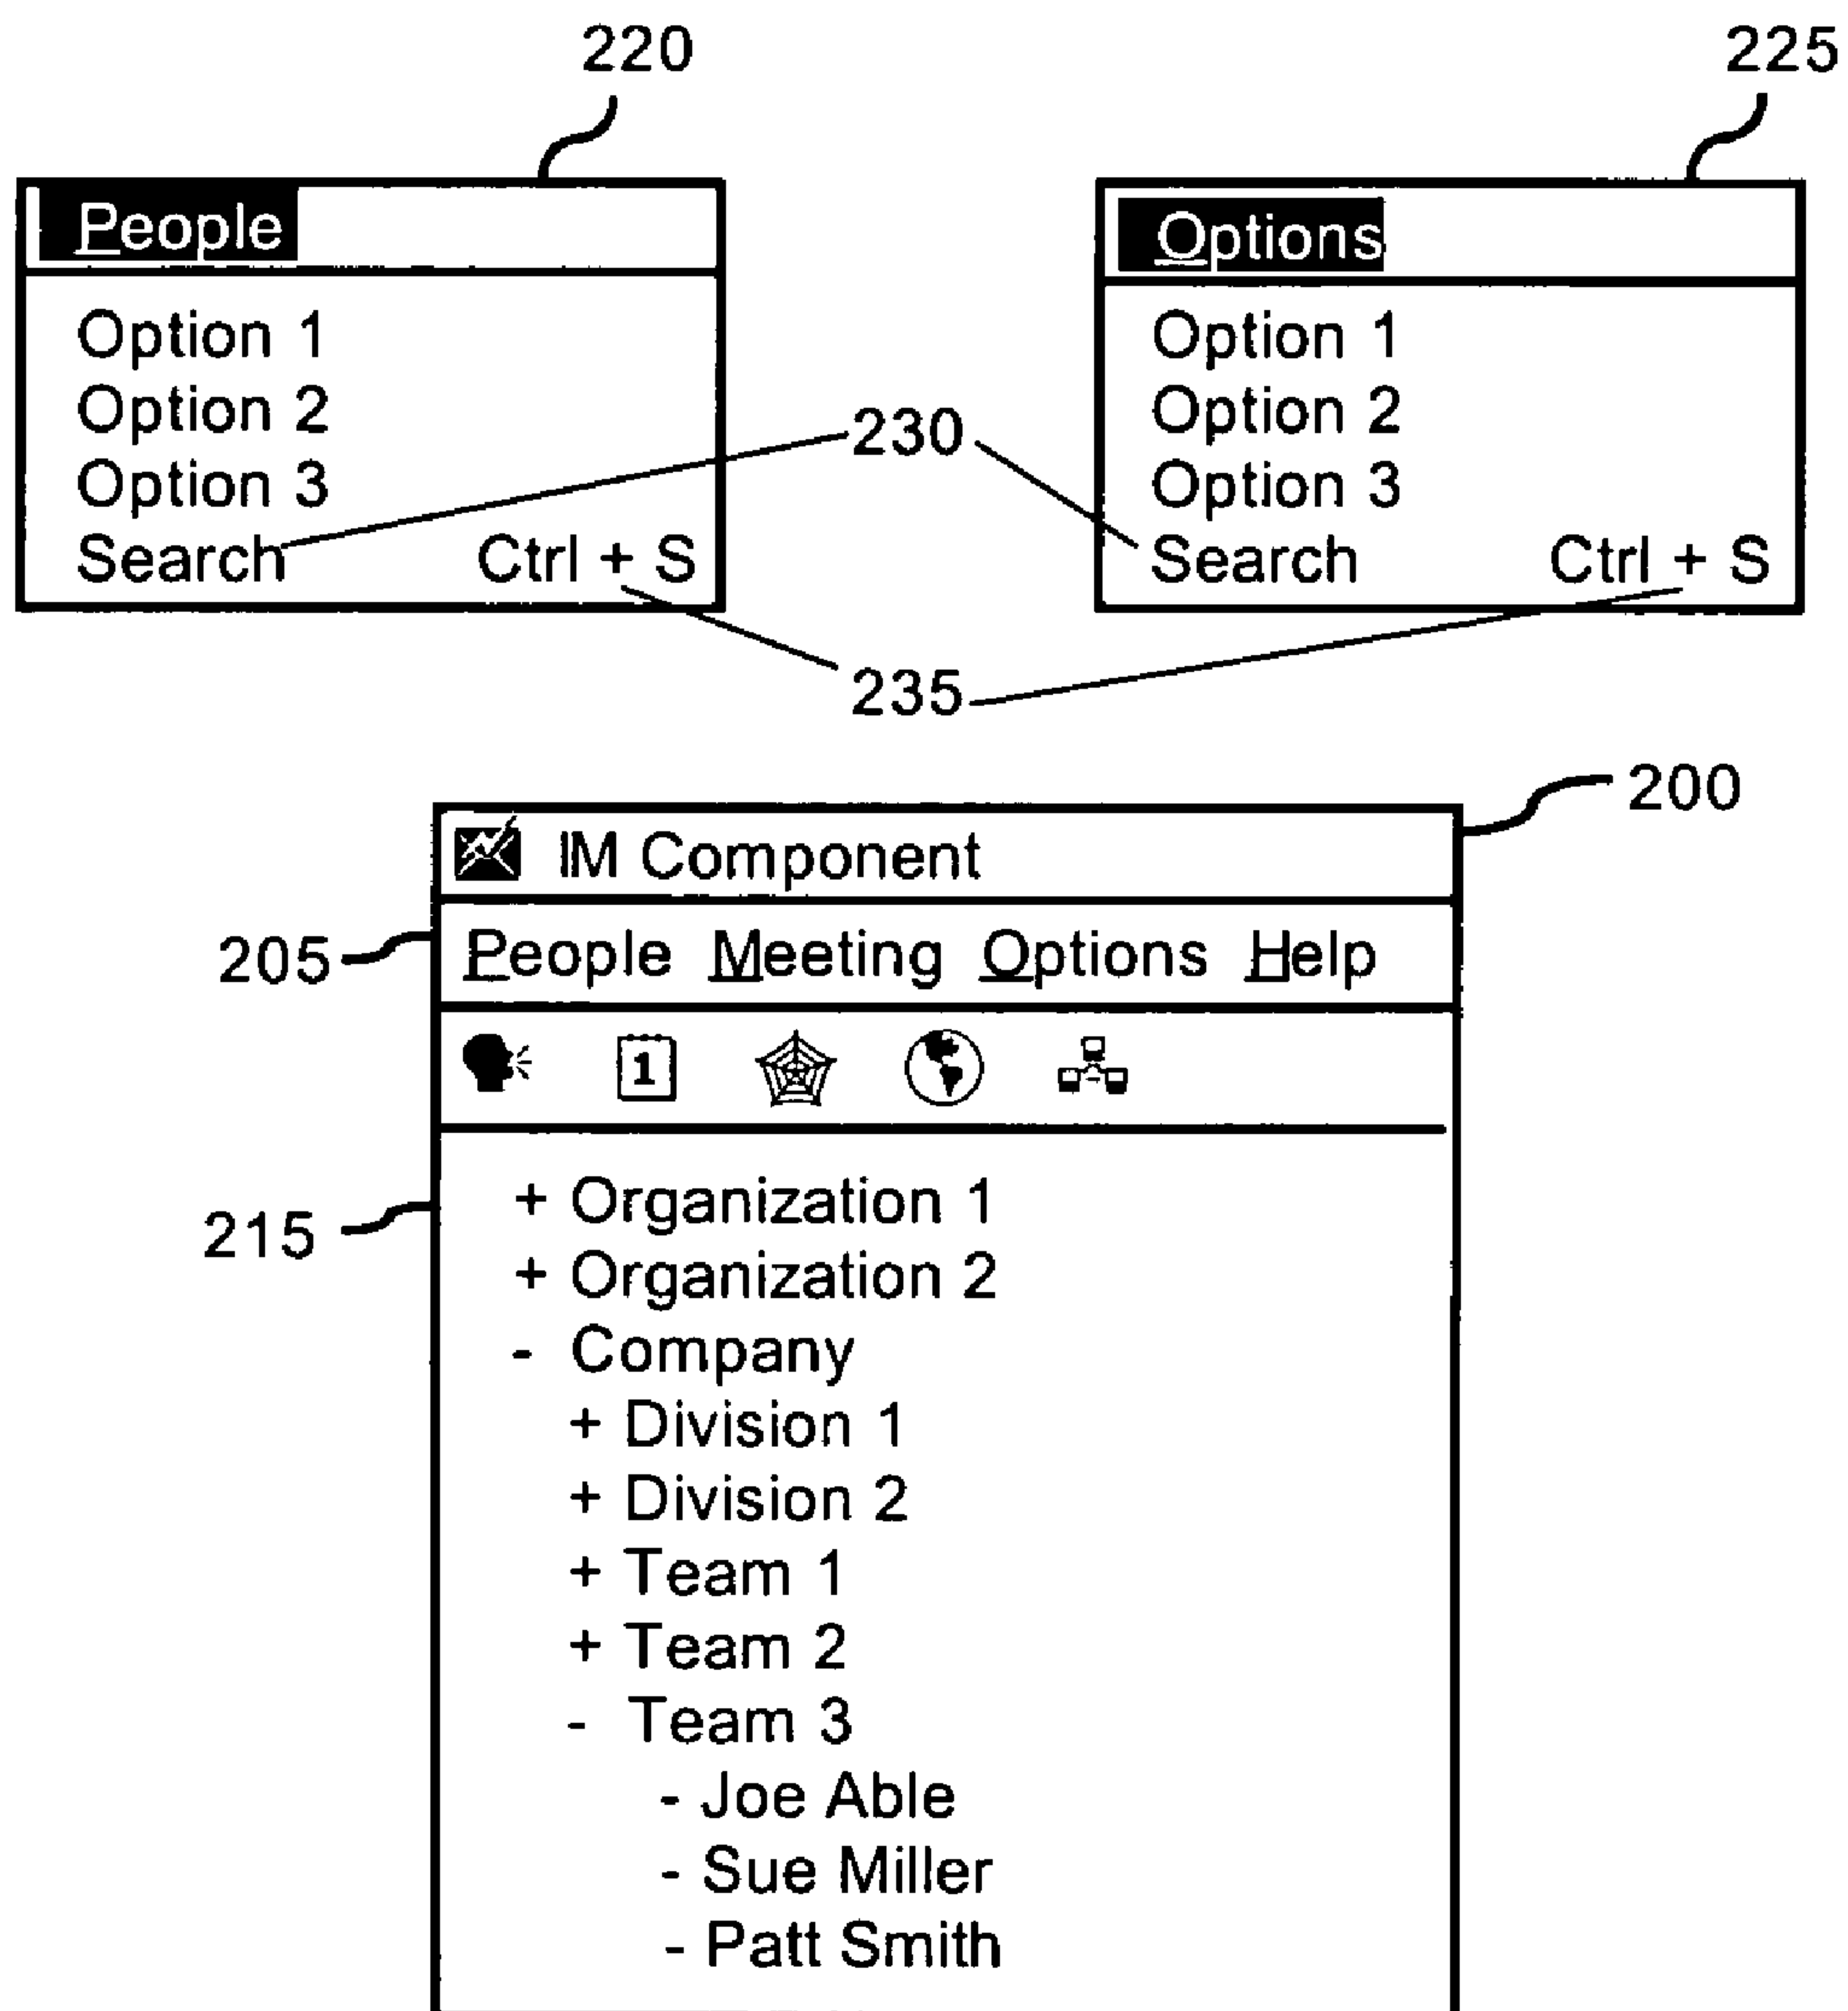 220
225
People
Option 1
Option 2
Option 3
Search Ctrl + S
230
Options
Option 1
Option 2
Option 3
Search Ctrl + S
235
200
IM Component
205
People Meeting Options Help
1
215
+ Organization 1
+ Organization 2
- Company
+ Division 1
+ Division 2
+ Team 1
+ Team 2
- Team 3
- Joe Able
- Sue Miller
- Patt Smith